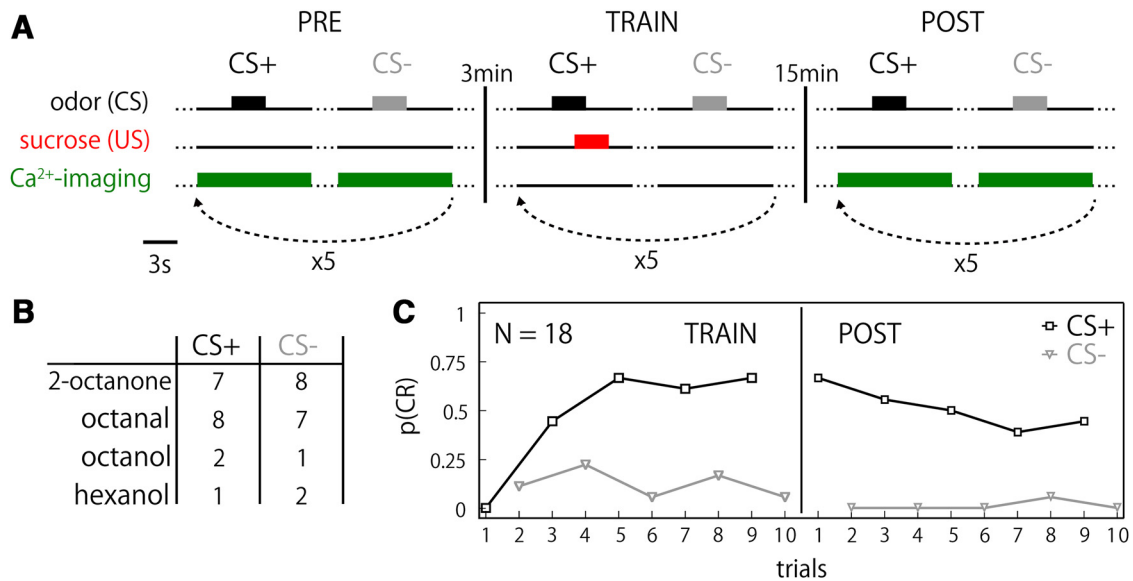 A
PRE
TRAIN
POST
CS+
CS-
3min
CS+
CS-
15min
CS+
CS-
odor (CS)
sucrose (US)
Ca²⁺-imaging
3s
x5
x5
x5
B
CS+ CS-
2-octanone 7 8
octanal 8 7
octanol 2 1
hexanol 1 2
C
N = 18
TRAIN
POST
CS+
CS-
p(CR)
1
0.75
0.5
0.25
0
1 2 3 4 5 6 7 8 9 10 1 2 3 4 5 6 7 8 9 10
trials